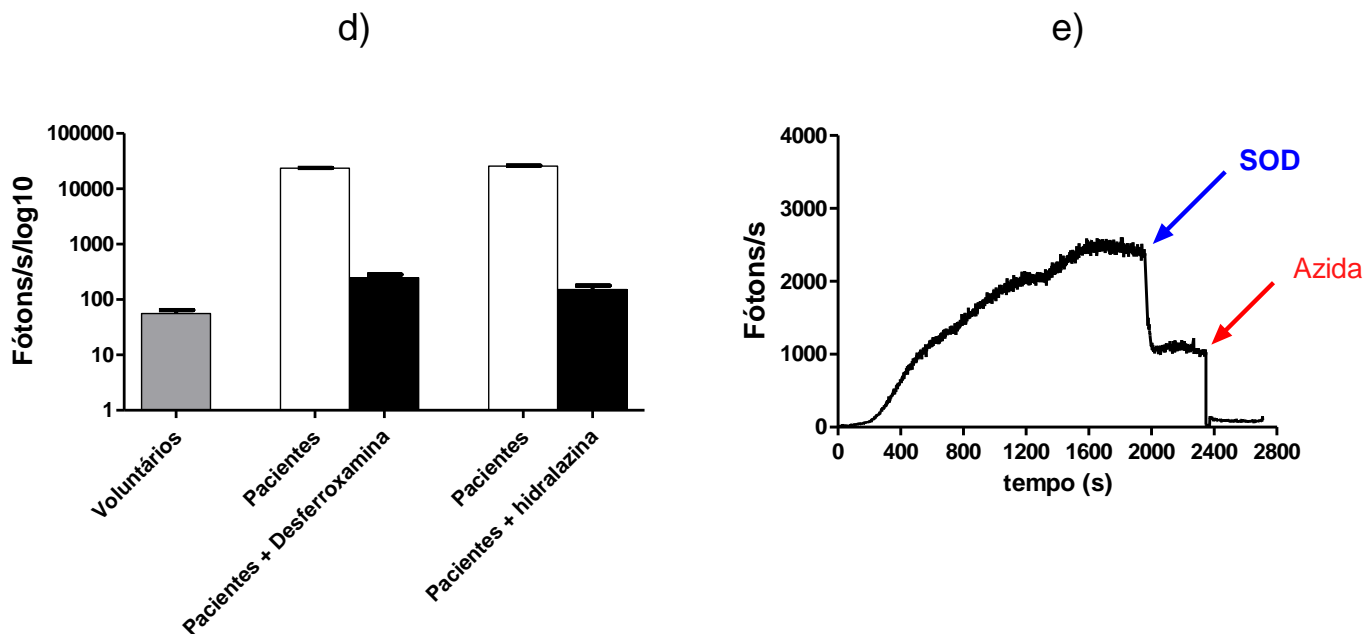 d)
Fótons/s/log10
100000
10000
1000
100
10
1
Voluntários
Pacientes
Pacientes + Desferroxamina
Pacientes
Pacientes + hidralazina
e)
Fótons/s
4000
3000
2000
1000
0
0 400 800 1200 1600 2000 2400 2800
tempo (s)
SOD
Azida